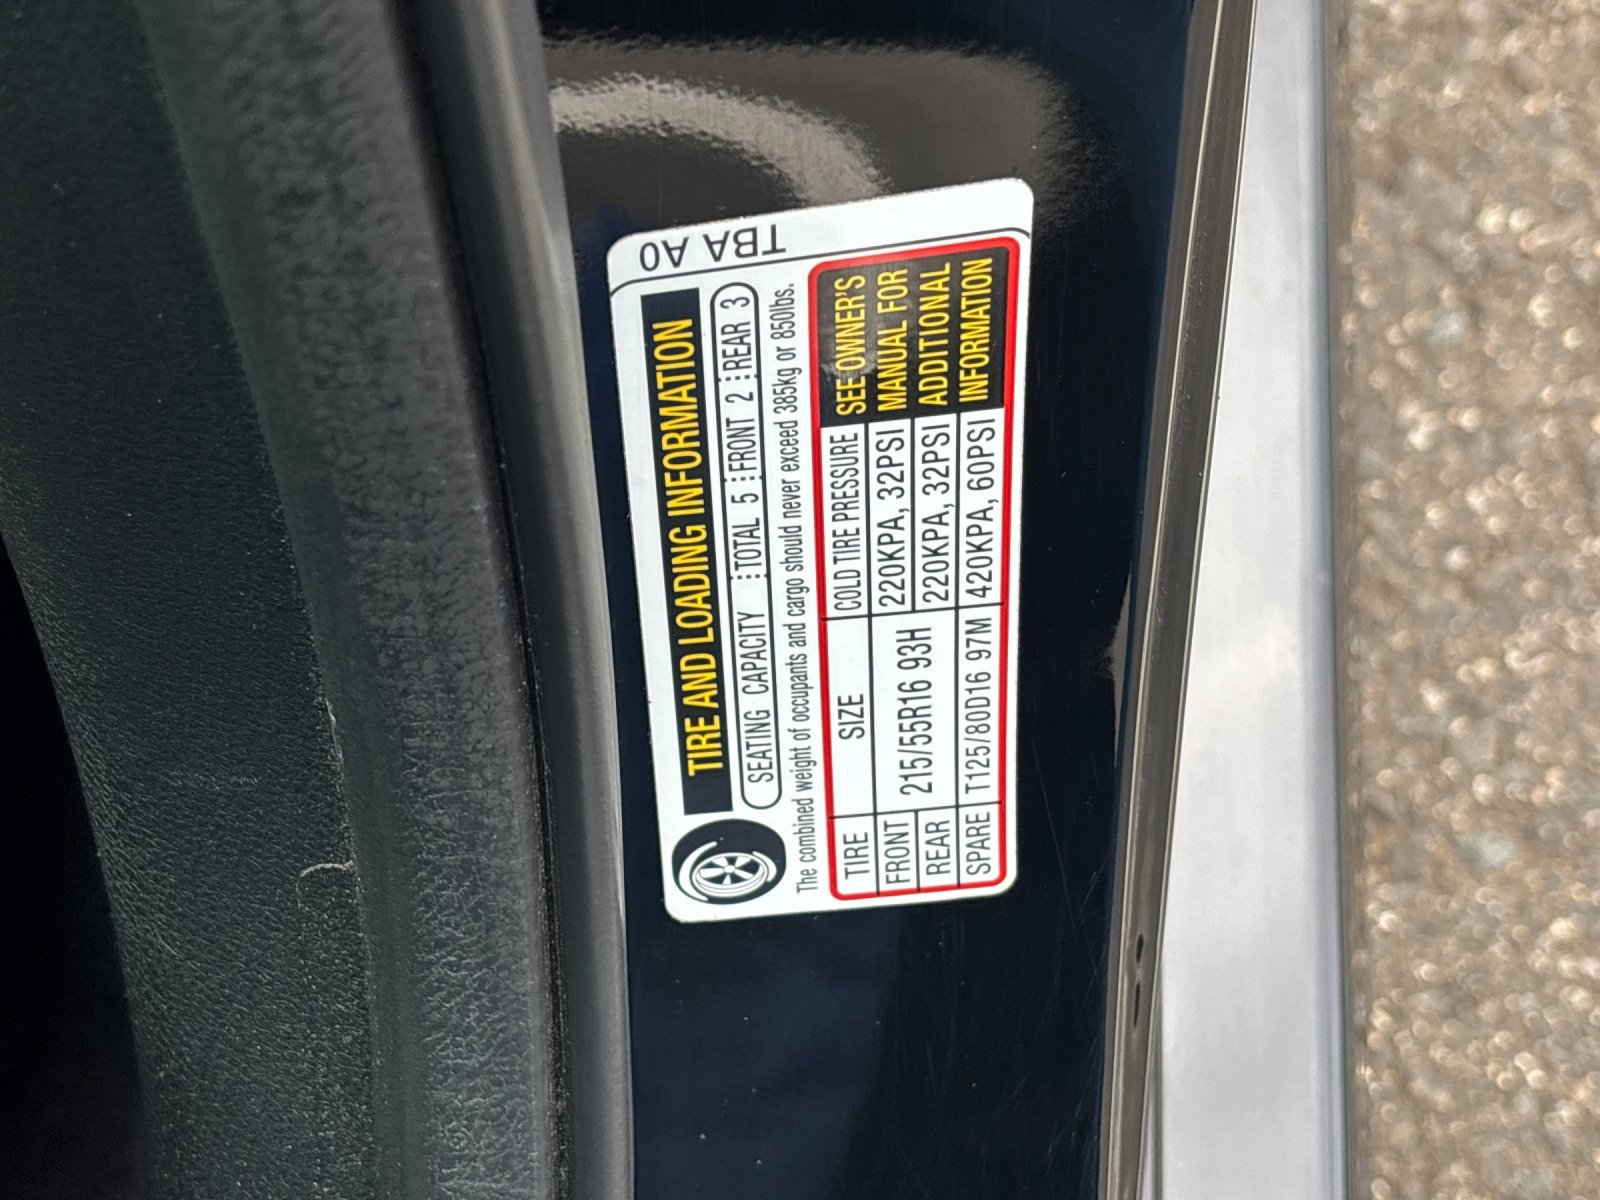 TBA A0
TIRE AND LOADING INFORMATION
SEATING CAPACITY TOTAL 5 FRONT 2 REAR 3
The combined weight of occupants and cargo should never exceed 385kg or 850lbs.
TIRE SIZE COLD TIRE PRESSURE
FRONT 215/55R16 93H 220KPA, 32PSI
REAR 220KPA, 32PSI
SPARE T125/80D16 97M 420KPA, 60PSI
SEE OWNER'S
MANUAL FOR
ADDITIONAL
INFORMATION